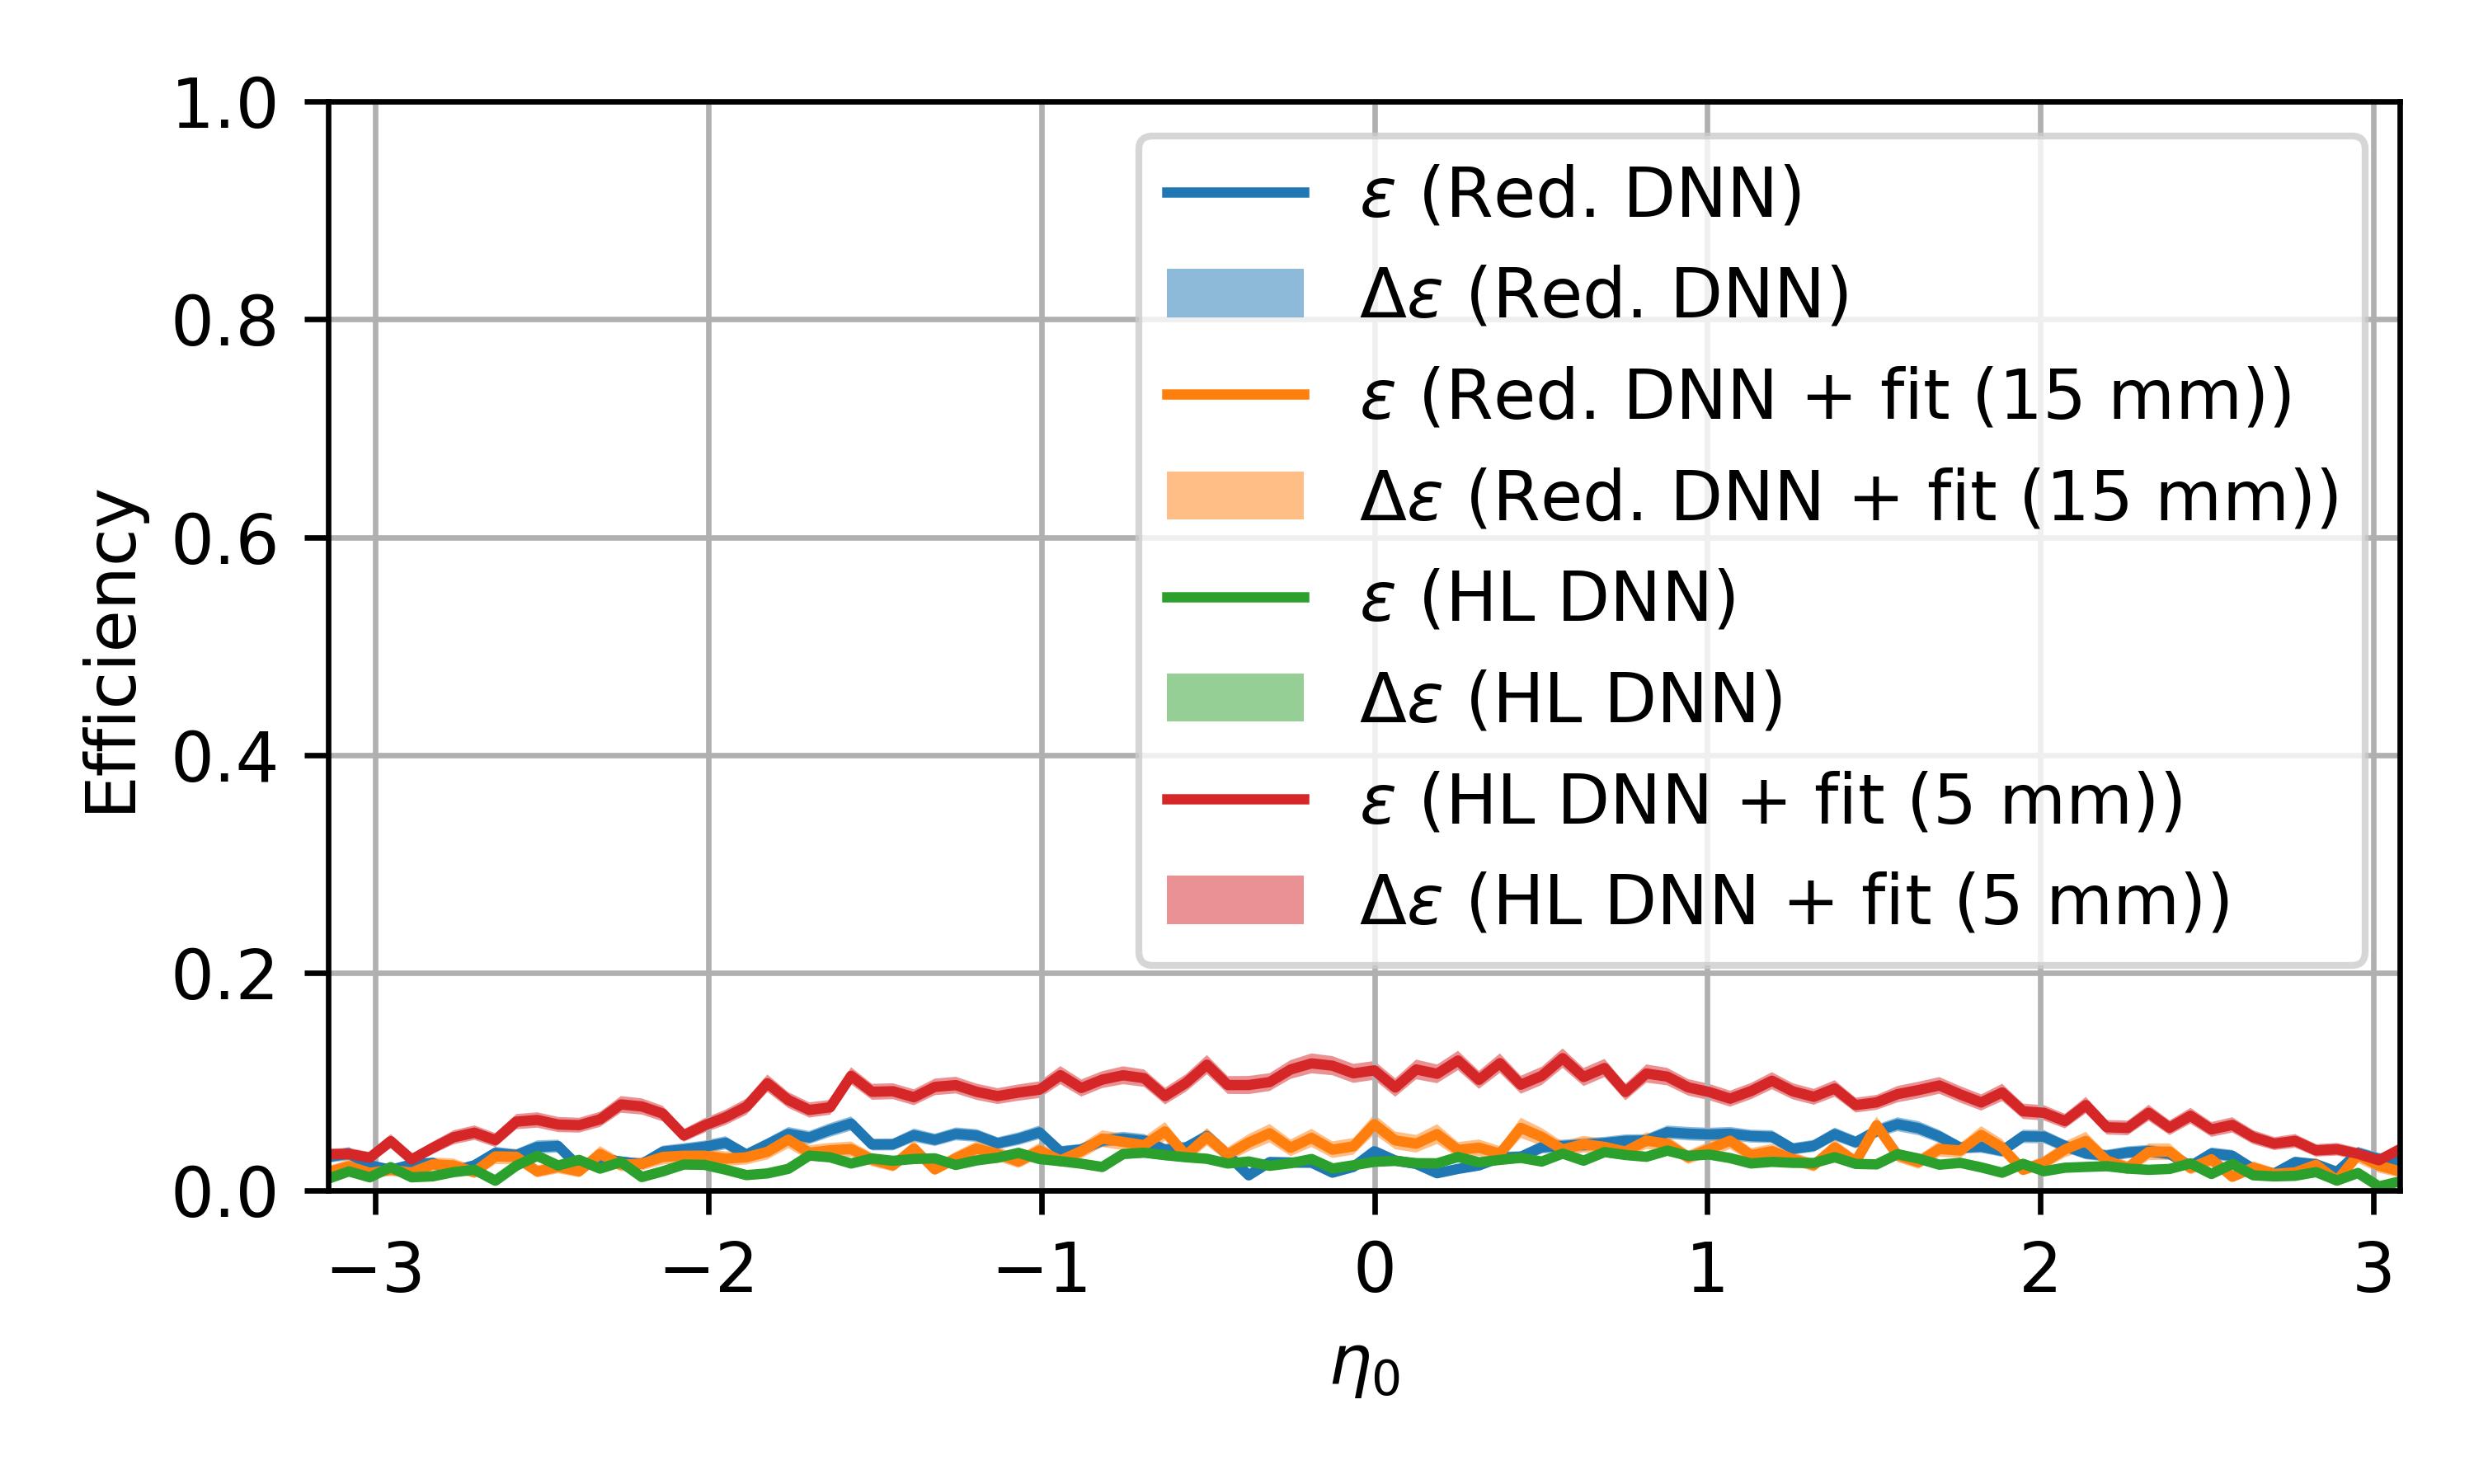 1.0
0.8
0.6
0.4
0.2
0.0
Efficiency
ε (Red. DNN)
Δε (Red. DNN)
ε (Red. DNN + fit (15 mm))
Δε (Red. DNN + fit (15 mm))
ε (HL DNN)
Δε (HL DNN)
ε (HL DNN + fit (5 mm))
Δε (HL DNN + fit (5 mm))
−3 −2 −1 0 1 2 3
η₀